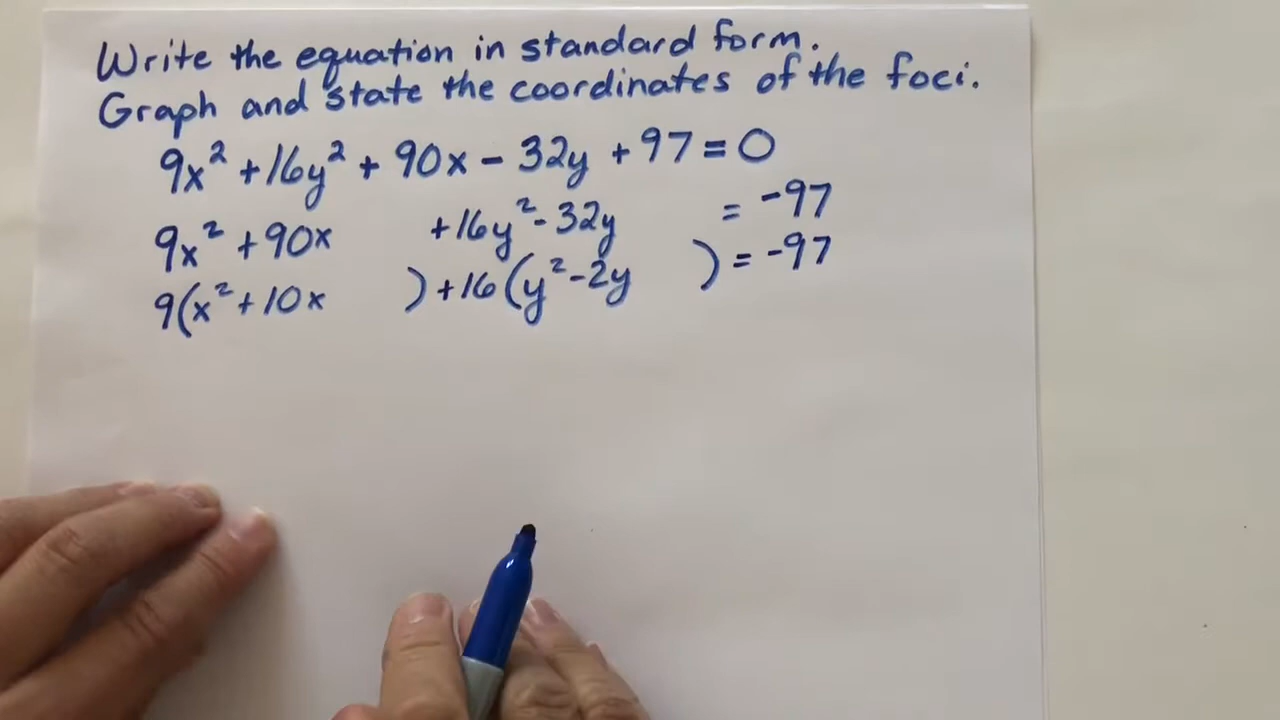 Write the equation in standard form.
Graph and state the coordinates of the foci.
9x² + 16y² + 90x - 32y + 97 = 0
9x² + 90x + 16y² - 32y = -97
9(x² + 10x ) + 16(y² - 2y ) = -97